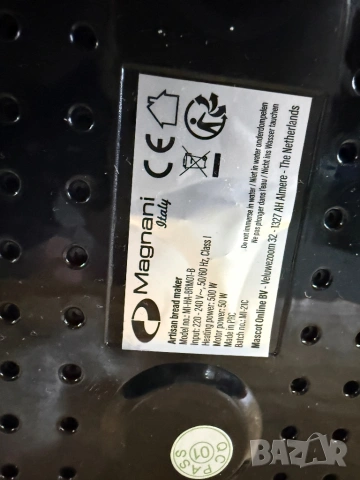 Magnani
Italy
Artisan bread maker
Model no.: MI-HA-BRM01-B
Input: 220 - 240 V~, 50/60 Hz, Class I
Heating power: 500 W
Motor power: 50 W
Made in P.R.C
Batch no.: MI-21C
Do not immerse in water / Niet in water onderdompelen
Ne pas plonger dans l'eau / Nicht ins Wasser tauchen
Mascot Online BV - Veluwezoom 32 - 1327 AH Almere - The Netherlands
QC PASS
01
BAZAR.bg